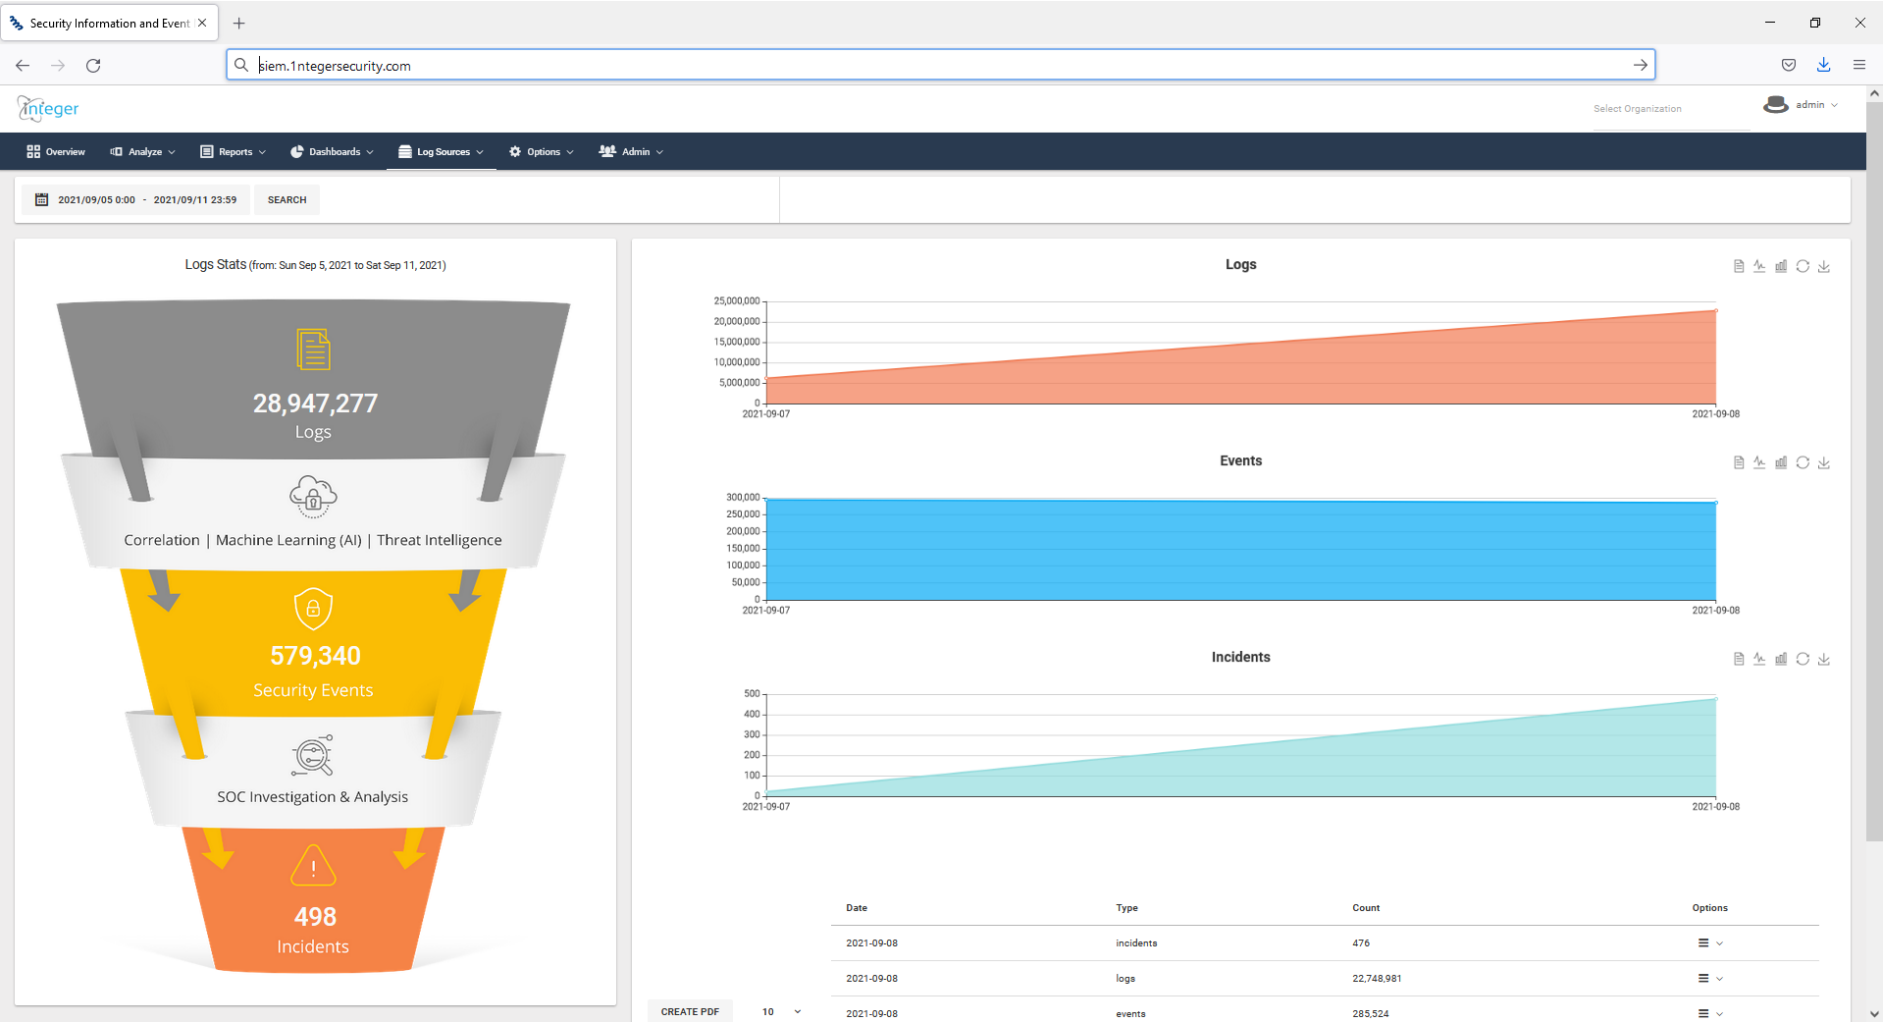 Security Information and Event
siem.1ntegersecurity.com
integer
Select Organization
admin
Overview
Analyze
Reports
Dashboards
Log Sources
Options
Admin
2021/09/05 0:00 - 2021/09/11 23:59
SEARCH
Logs Stats (from: Sun Sep 5, 2021 to Sat Sep 11, 2021)
28,947,277
Logs
Correlation | Machine Learning (AI) | Threat Intelligence
579,340
Security Events
SOC Investigation & Analysis
498
Incidents
Logs
25,000,000
20,000,000
15,000,000
10,000,000
5,000,000
0
2021-09-07
2021-09-08
Events
300,000
250,000
200,000
150,000
100,000
50,000
0
2021-09-07
2021-09-08
Incidents
500
400
300
200
100
0
2021-09-07
2021-09-08
Date Type Count Options
2021-09-08 incidents 476
2021-09-08 logs 22,748,981
2021-09-08 events 285,524
CREATE PDF
10